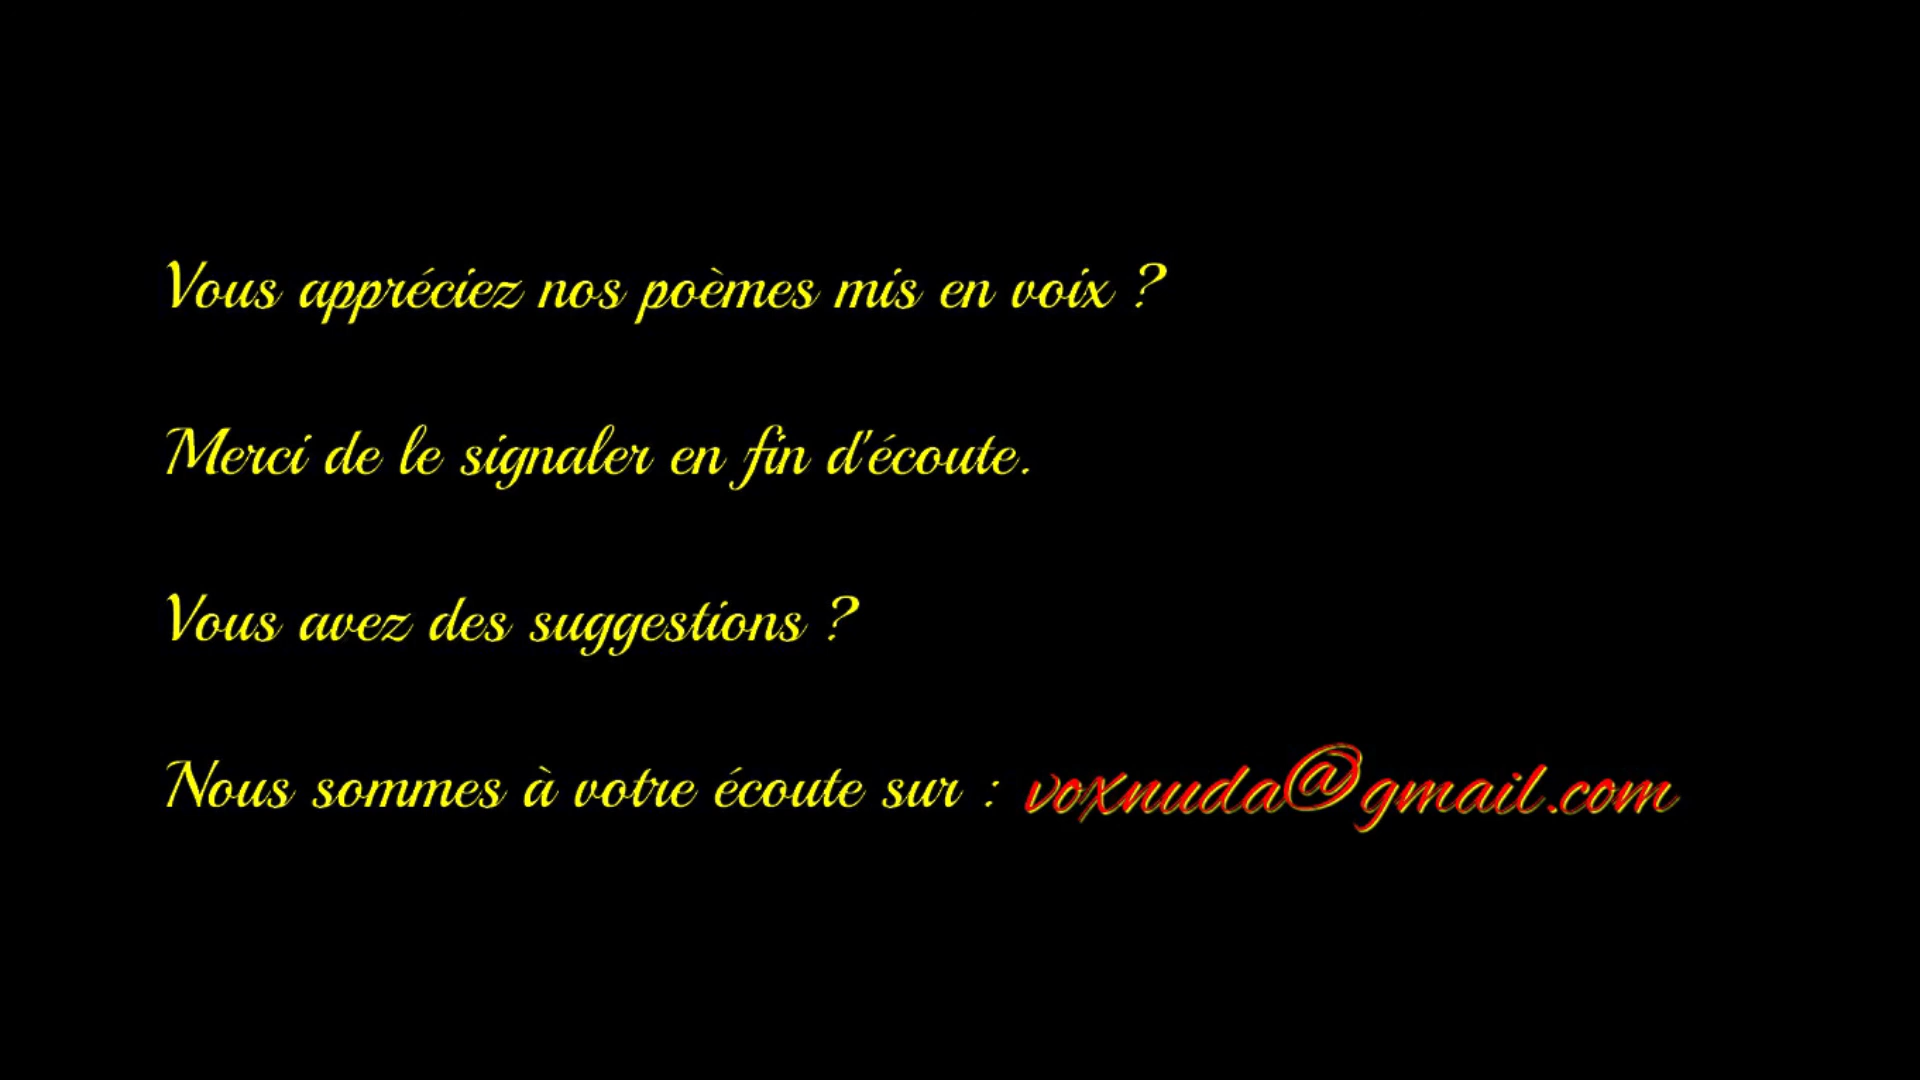 Vous appréciez nos poèmes mis en voix ?
Merci de le signaler en fin d'écoute.
Vous avez des suggestions ?
Nous sommes à votre écoute sur : voxnuda@gmail.com